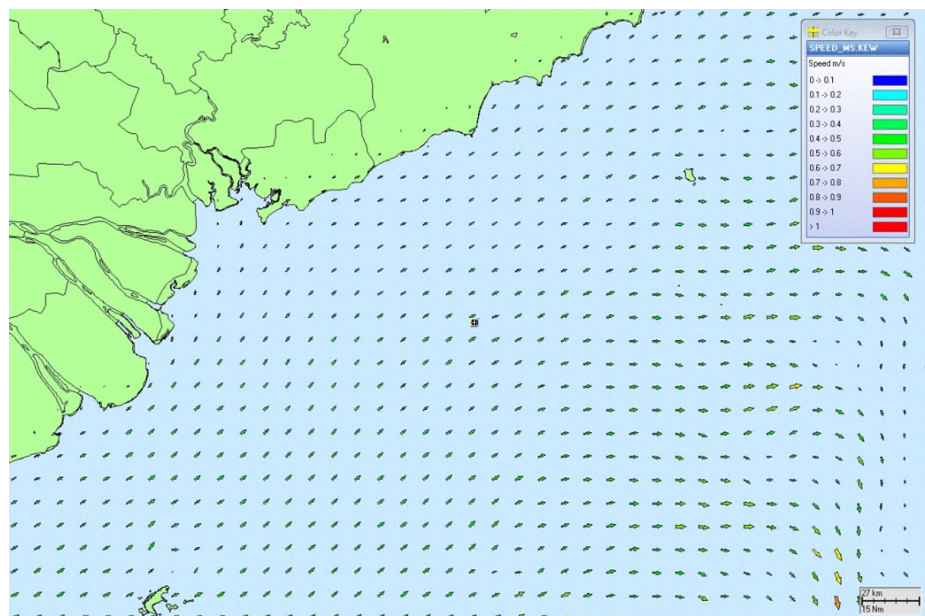 Color Key
SPEED_MS.KEW
Speed m/s
0 -> 0.1
0.1 -> 0.2
0.2 -> 0.3
0.3 -> 0.4
0.4 -> 0.5
0.5 -> 0.6
0.6 -> 0.7
0.7 -> 0.8
0.8 -> 0.9
0.9 -> 1
> 1
27 km
15 Nm